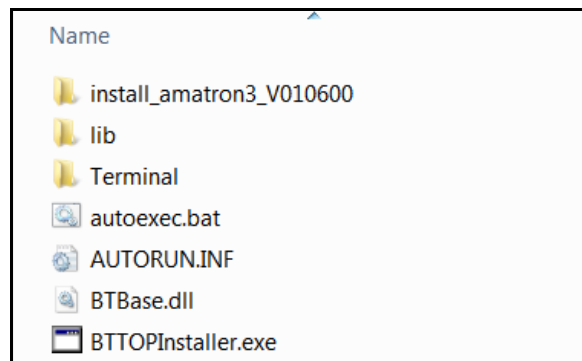 Name
install_amatron3_V010600
lib
Terminal
autoexec.bat
AUTORUN.INF
BTBase.dll
BTTOPInstaller.exe